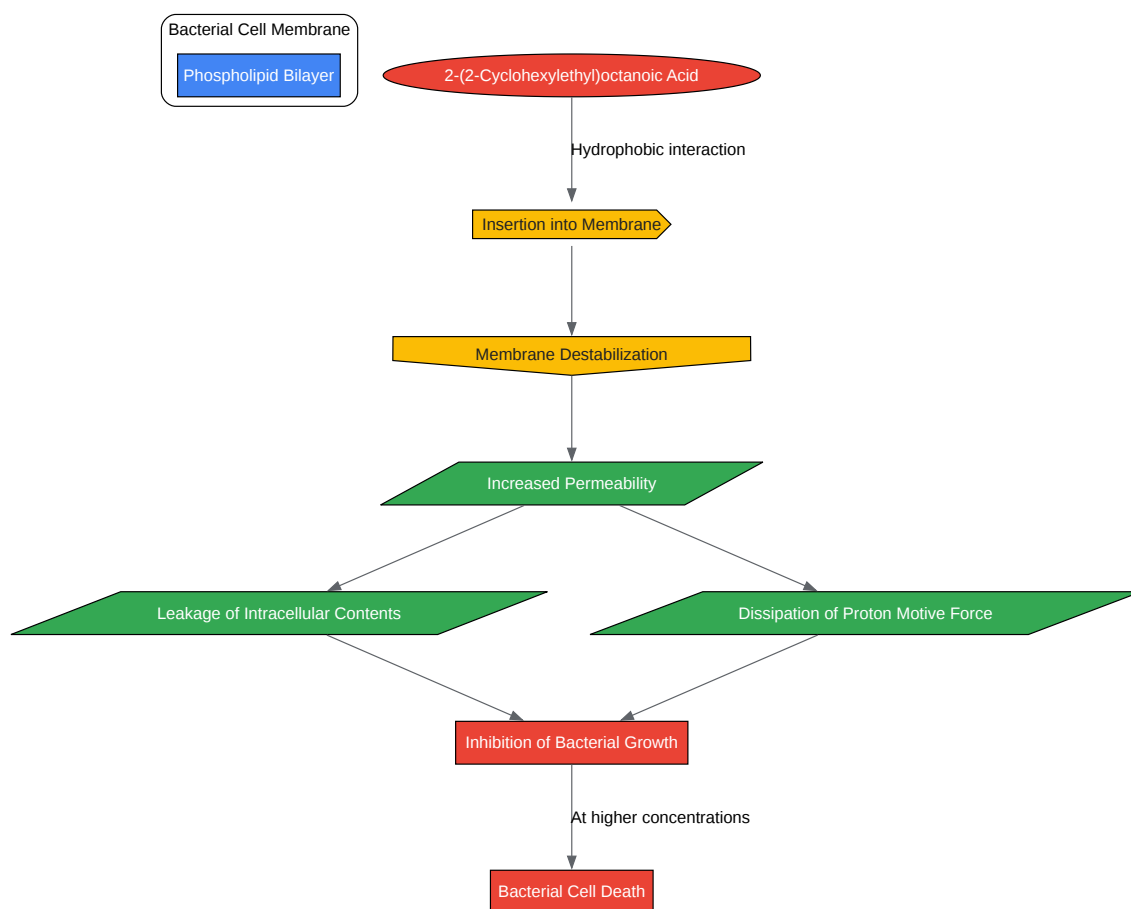 Bacterial Cell Membrane
Phospholipid Bilayer
2-(2-Cyclohexylethyl)octanoic Acid
Hydrophobic interaction
Insertion into Membrane
Membrane Destabilization
Increased Permeability
Leakage of Intracellular Contents
Dissipation of Proton Motive Force
Inhibition of Bacterial Growth
At higher concentrations
Bacterial Cell Death